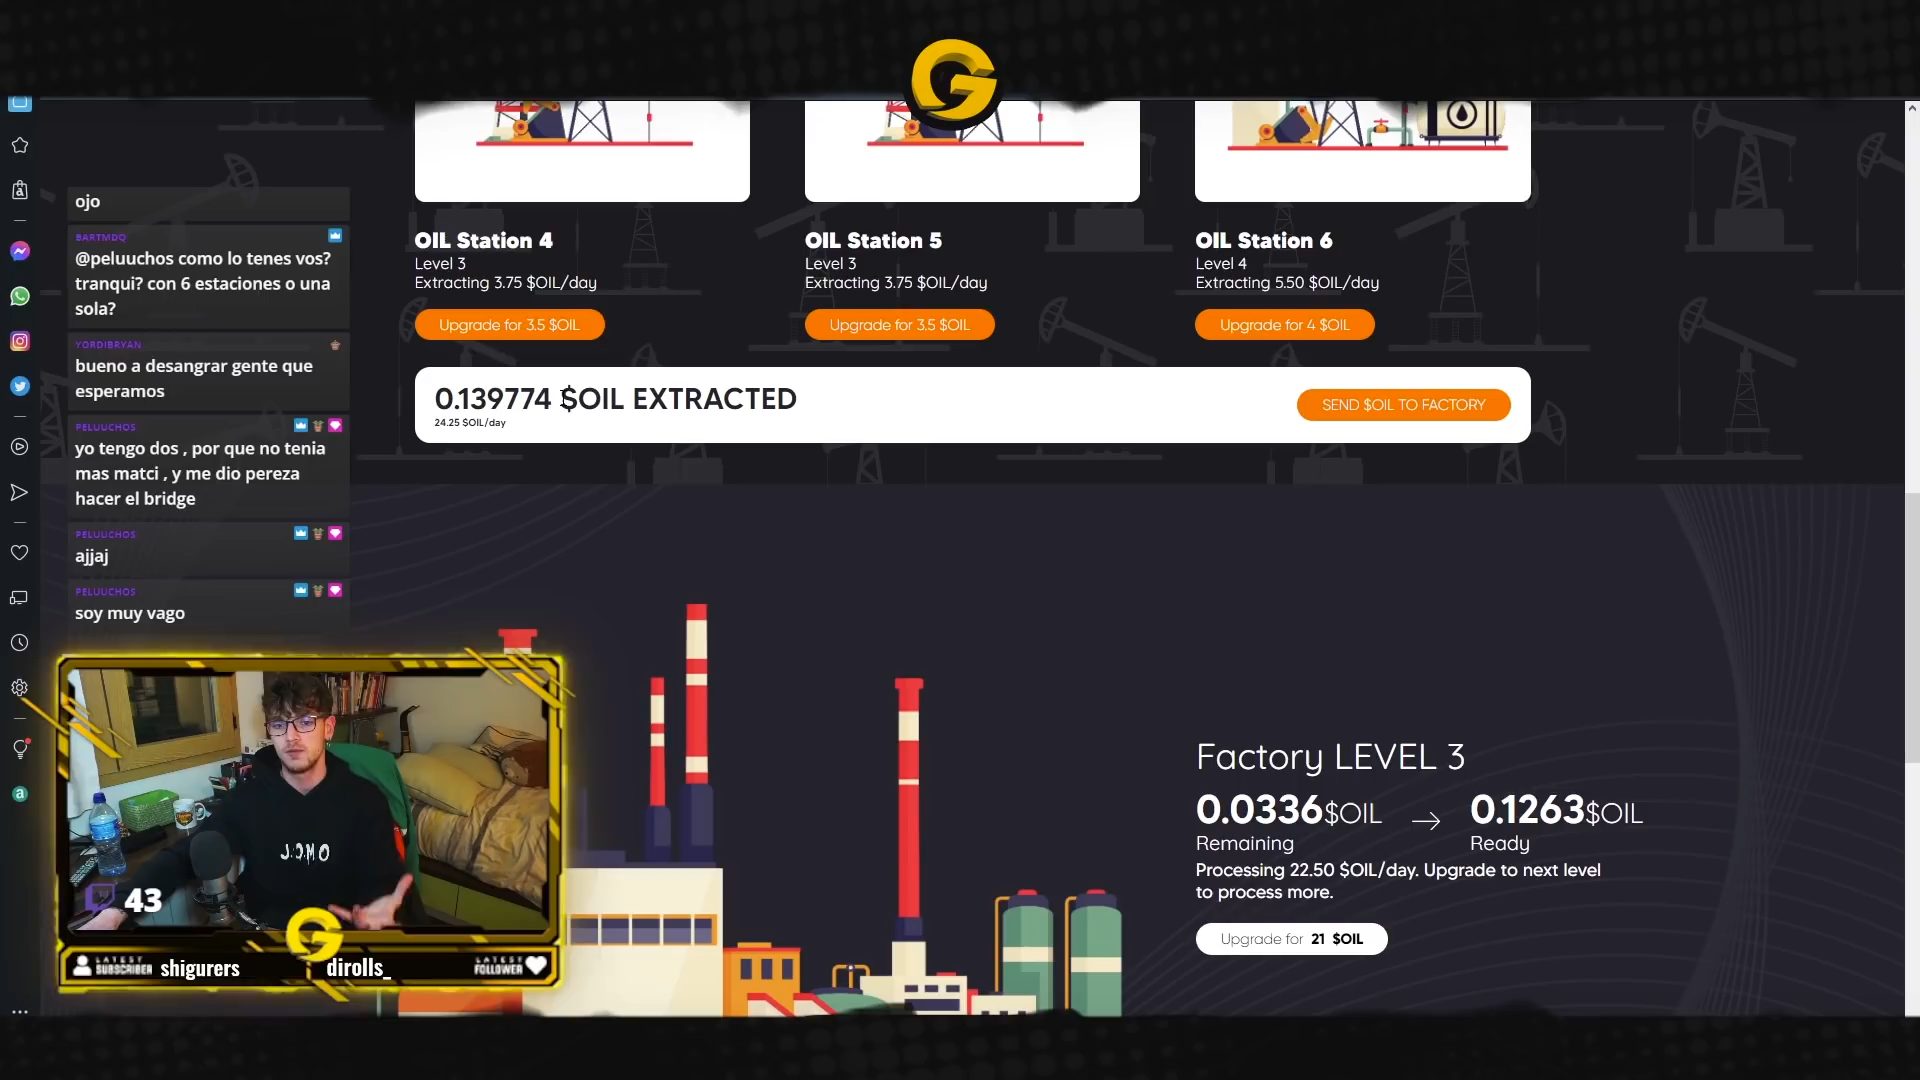 G
ojo
BARTMDQ
@peluuchos como lo tenes vos?
tranqui? con 6 estaciones o una
sola?
YORDIBRYAN
bueno a desangrar gente que
esperamos
PELUUCHOS
yo tengo dos , por que no tenia
mas matci , y me dio pereza
hacer el bridge
PELUUCHOS
ajjaj
PELUUCHOS
soy muy vago
OIL Station 4
Level 3
Extracting 3.75 $OIL/day
Upgrade for 3.5 $OIL
OIL Station 5
Level 3
Extracting 3.75 $OIL/day
Upgrade for 3.5 $OIL
OIL Station 6
Level 4
Extracting 5.50 $OIL/day
Upgrade for 4 $OIL
0.139774 $OIL EXTRACTED
24.25 $OIL/day
SEND $OIL TO FACTORY
Factory LEVEL 3
0.0336$OIL
Remaining
0.1263$OIL
Ready
Processing 22.50 $OIL/day. Upgrade to next level
to process more.
Upgrade for 21 $OIL
J.OMO
43
G
LATEST
SUBSCRIBER
shigurers
dirolls_
LATEST
FOLLOWER